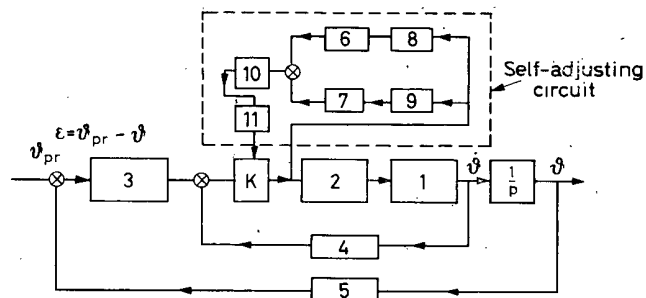 6
8
10
7
9
11
Self-adjusting
circuit
ε=ϑpr - ϑ
ϑpr
3
K
2
1
ϑ̇
1/p
ϑ
4
5